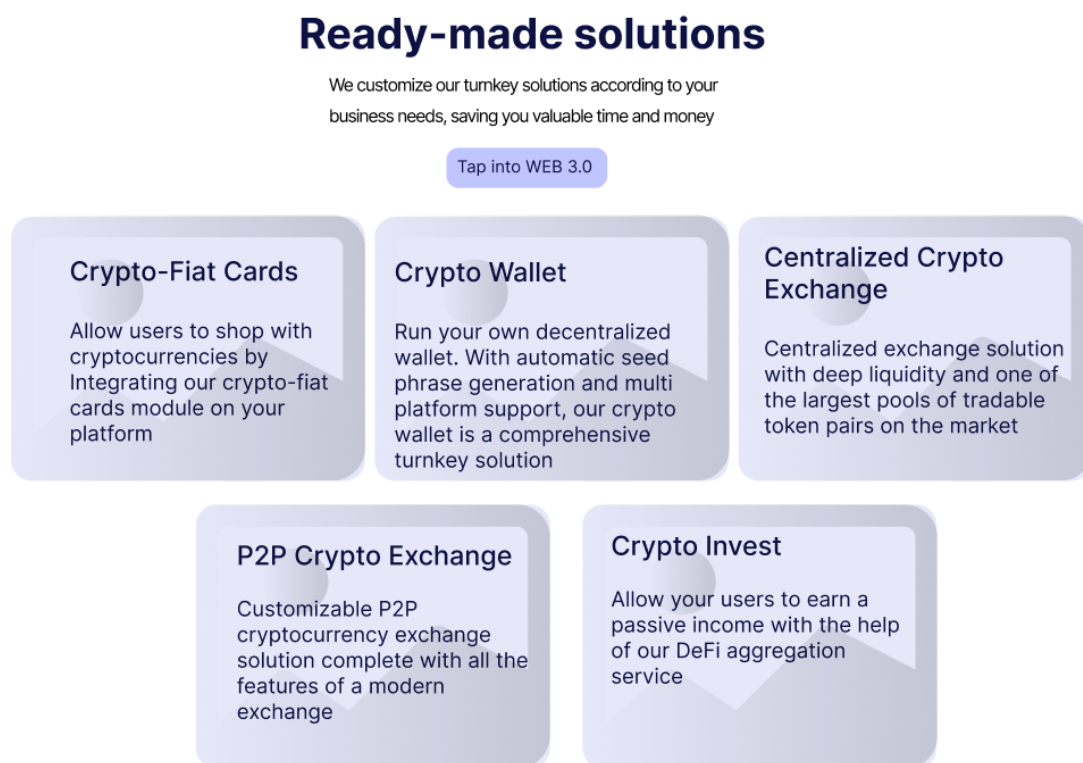 Ready-made solutions
We customize our turnkey solutions according to your
business needs, saving you valuable time and money
Tap into WEB 3.0
Crypto-Fiat Cards
Allow users to shop with
cryptocurrencies by
Integrating our crypto-fiat
cards module on your
platform
Crypto Wallet
Run your own decentralized
wallet. With automatic seed
phrase generation and multi
platform support, our crypto
wallet is a comprehensive
turnkey solution
Centralized Crypto
Exchange
Centralized exchange solution
with deep liquidity and one of
the largest pools of tradable
token pairs on the market
P2P Crypto Exchange
Customizable P2P
cryptocurrency exchange
solution complete with all the
features of a modern
exchange
Crypto Invest
Allow your users to earn a
passive income with the help
of our DeFi aggregation
service